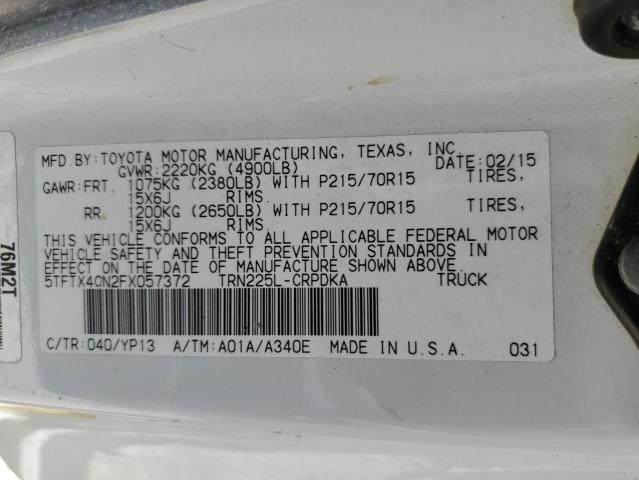 MFD.BY:TOYOTA MOTOR MANUFACTURING, TEXAS, INC.
GVWR:2220KG (4900LB) DATE:02/15
GAWR:FRT 1075KG (2380LB) WITH P215/70R15 TIRES,
15X6J RIMS
RR 1200KG (2650LB) WITH P215/70R15 TIRES,
15X6J RIMS
THIS VEHICLE CONFORMS TO ALL APPLICABLE FEDERAL MOTOR
VEHICLE SAFETY AND THEFT PREVENTION STANDARDS IN
EFFECT ON THE DATE OF MANUFACTURE SHOWN ABOVE.
5TFTX4CN2FX057372 TRN225L-CRPDKA TRUCK
C/TR:040/YP13 A/TM:A01A/A340E MADE IN U.S.A. 031
76M2T